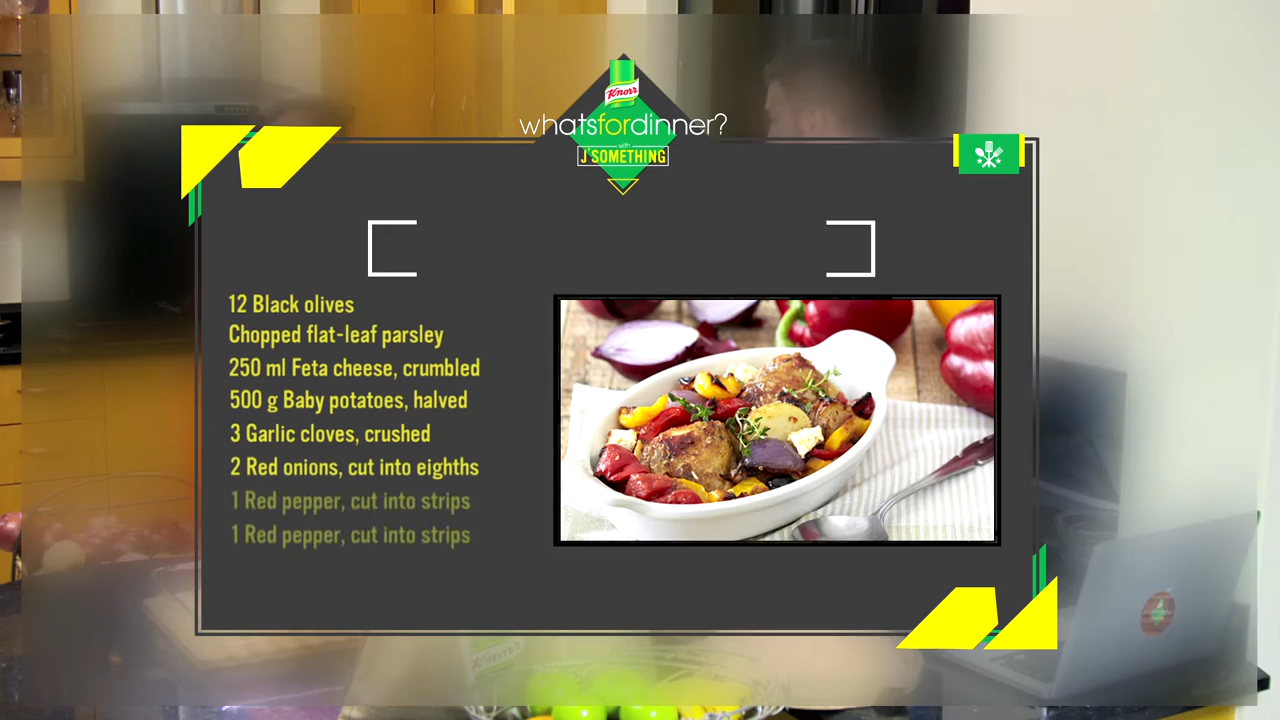 Knorr
whatsfordinner?
with
J'SOMETHING
12 Black olives
Chopped flat-leaf parsley
250 ml Feta cheese, crumbled
500 g Baby potatoes, halved
3 Garlic cloves, crushed
2 Red onions, cut into eighths
1 Red pepper, cut into strips
1 Red pepper, cut into strips
Knorr